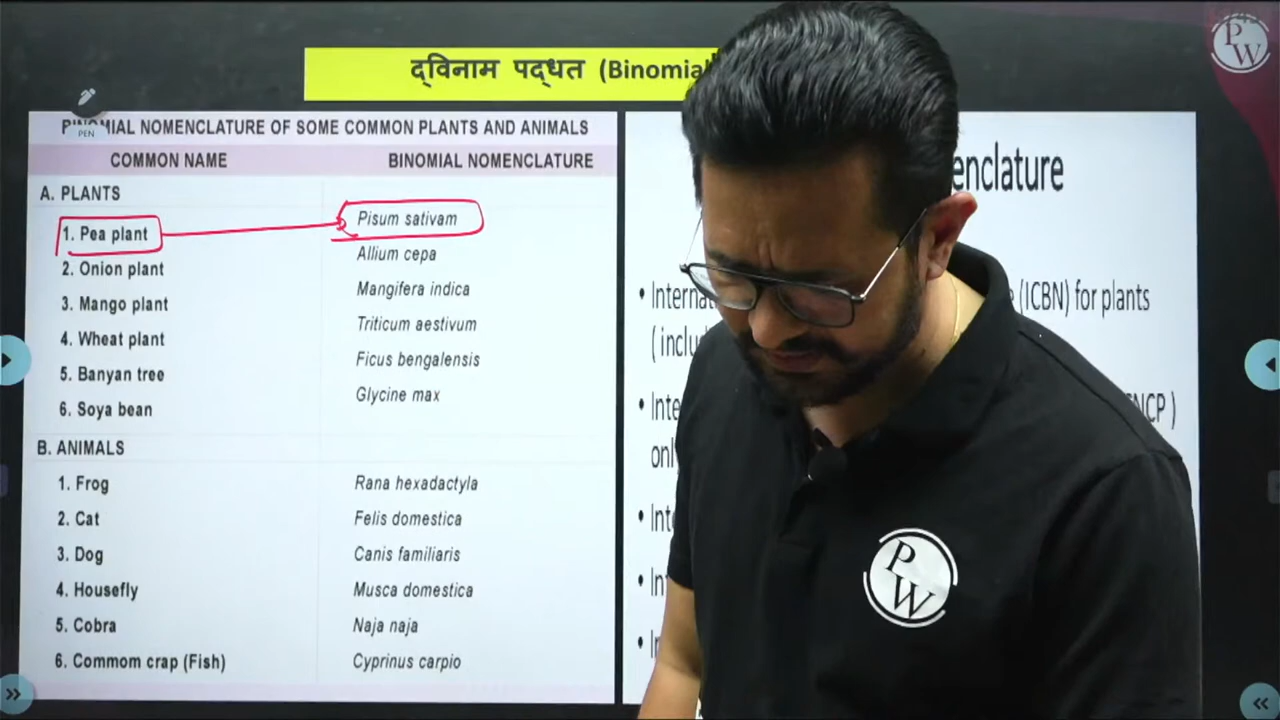 द्विनाम पद्धत (Binomial
PEN
MIAL NOMENCLATURE OF SOME COMMON PLANTS AND ANIMALS
COMMON NAME BINOMIAL NOMENCLATURE
A. PLANTS
1. Pea plant Pisum sativam
2. Onion plant Allium cepa
3. Mango plant Mangifera indica
4. Wheat plant Triticum aestivum
5. Banyan tree Ficus bengalensis
6. Soya bean Glycine max
B. ANIMALS
1. Frog Rana hexadactyla
2. Cat Felis domestica
3. Dog Canis familiaris
4. Housefly Musca domestica
5. Cobra Naja naja
6. Commom crap (Fish) Cyprinus carpio
enclature
(ICBN) for plants
PW
PW